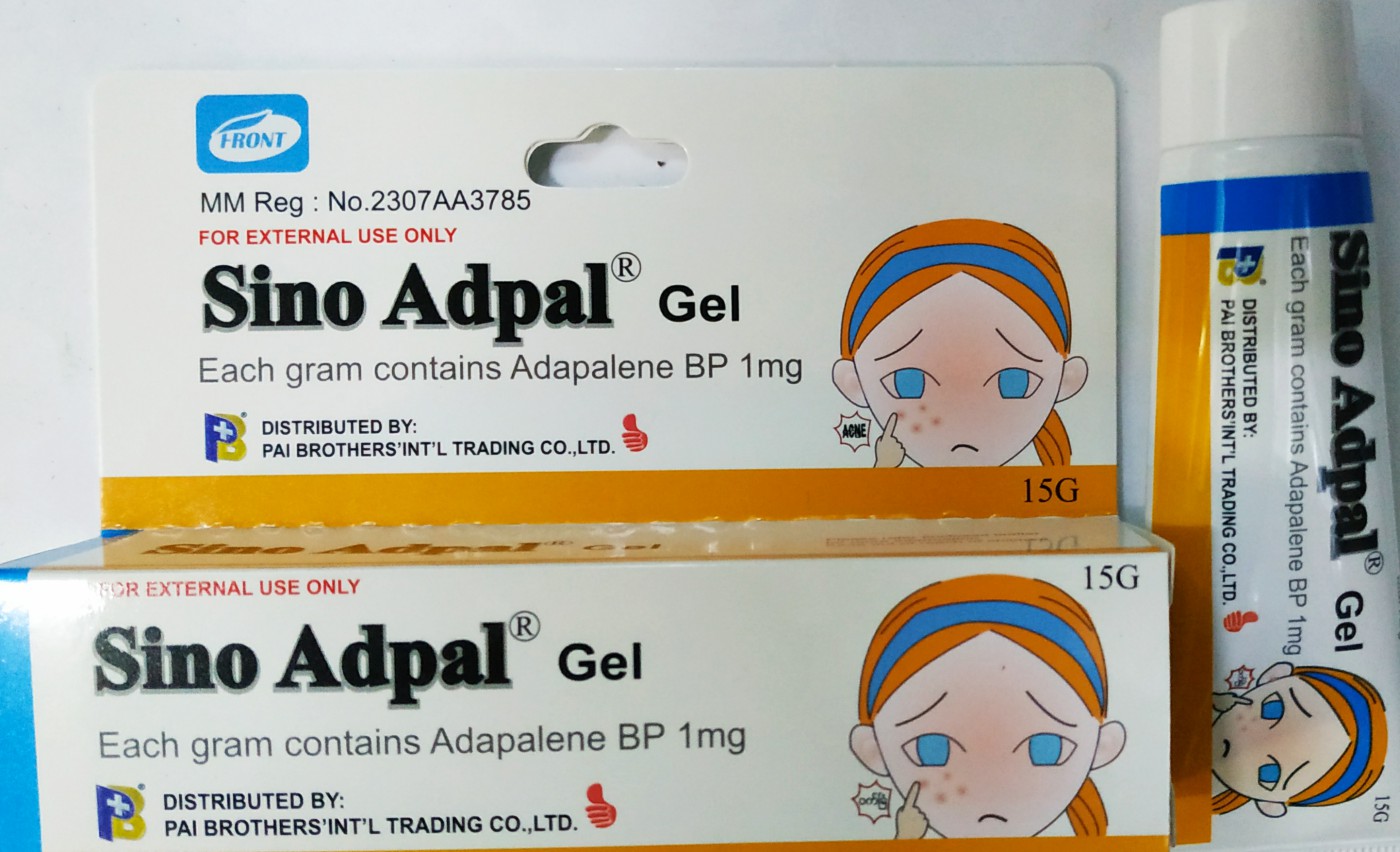 FRONT
MM Reg : No.2307AA3785
FOR EXTERNAL USE ONLY
Sino Adpal® Gel
Each gram contains Adapalene BP 1mg
DISTRIBUTED BY:
PAI BROTHERS'INT'L TRADING CO.,LTD.
ACNE
15G
Sino Adpal® Gel
15G
FOR EXTERNAL USE ONLY
15G
Sino Adpal® Gel
Each gram contains Adapalene BP 1mg
DISTRIBUTED BY:
PAI BROTHERS'INT'L TRADING CO.,LTD.
Sino Adpal® Gel
Each gram contains Adapalene BP 1mg
DISTRIBUTED BY:
PAI BROTHERS'INT'L TRADING CO.,LTD.
15G